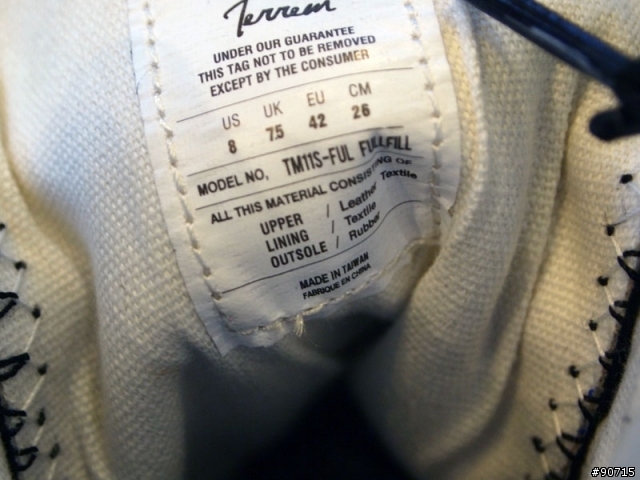 Terrem
UNDER OUR GUARANTEE
THIS TAG NOT TO BE REMOVED
EXCEPT BY THE CONSUMER
US UK EU CM
8 75 42 26
MODEL NO. TM11S-FUL FULLFILL
ALL THIS MATERIAL CONSISTING OF
UPPER / Leather Textile
LINING / Textile
OUTSOLE / Rubber
MADE IN TAIWAN
FABRIQUE EN CHINA
#90715